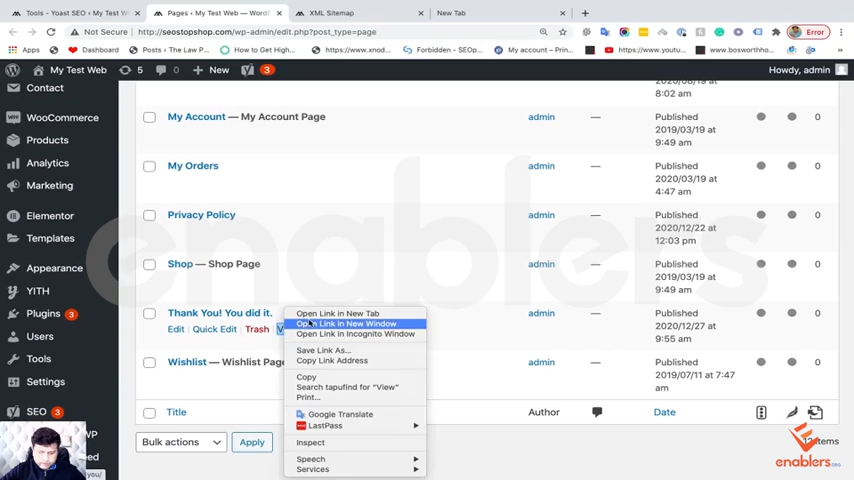 Tools - Yoast SEO ‹ My Test W
Pages ‹ My Test Web — WordP
XML Sitemap
New Tab
Not Secure | http://seostopshop.com/wp-admin/edit.php?post_type=page
Error
Apps
Dashboard
Posts ‹ The Law P...
https://www.xnod...
Forbidden - SEOp...
My account – Prin...
How to Get High...
https://www.youtu...
www.bosworthho...
My Test Web
5
0
New
3
Howdy, admin
Contact
WooCommerce
Products
Analytics
Marketing
Elementor
Templates
Appearance
YITH
Plugins 3
Users
Tools
Settings
SEO 3
WP
ed
you/
8:02 am
My Account — My Account Page
admin
—
Published
2019/03/19 at
9:49 am
0
My Orders
admin
—
Published
2020/03/19 at
4:47 am
0
Privacy Policy
admin
—
Published
2020/12/22 at
12:03 pm
0
Shop — Shop Page
admin
—
Published
2019/03/19 at
9:49 am
0
Thank You! You did it.
Edit | Quick Edit | Trash | V
admin
—
Published
2020/12/27 at
9:55 am
0
Wishlist — Wishlist Page
admin
—
Published
2019/07/11 at 7:47
am
0
Open Link in New Tab
Open Link in New Window
Open Link in Incognito Window
Save Link As...
Copy Link Address
Copy
Search tapufind for "View"
Print...
Google Translate
LastPass
Inspect
Speech
Services
Title
Author
Date
Bulk actions
Apply
12 items
enablers
enablers.org